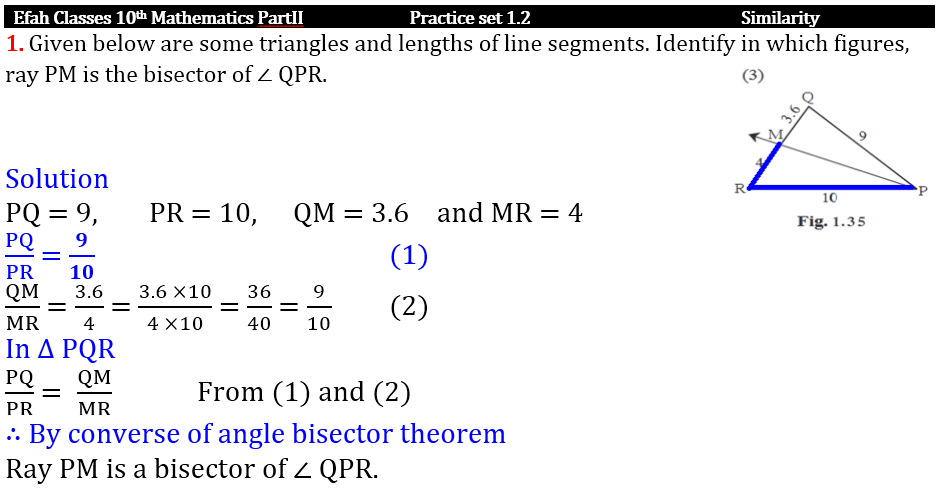 Efah Classes 10th Mathematics PartII Practice set 1.2 Similarity
1. Given below are some triangles and lengths of line segments. Identify in which figures,
ray PM is the bisector of ∠ QPR.
(3)
Q
3.6
M
9
4
R
P
10
Fig. 1.35
Solution
PQ = 9, PR = 10, QM = 3.6 and MR = 4
PQ/PR = 9/10 (1)
QM/MR = 3.6/4 = 3.6 ×10/4 ×10 = 36/40 = 9/10 (2)
In Δ PQR
PQ/PR = QM/MR From (1) and (2)
∴ By converse of angle bisector theorem
Ray PM is a bisector of ∠ QPR.